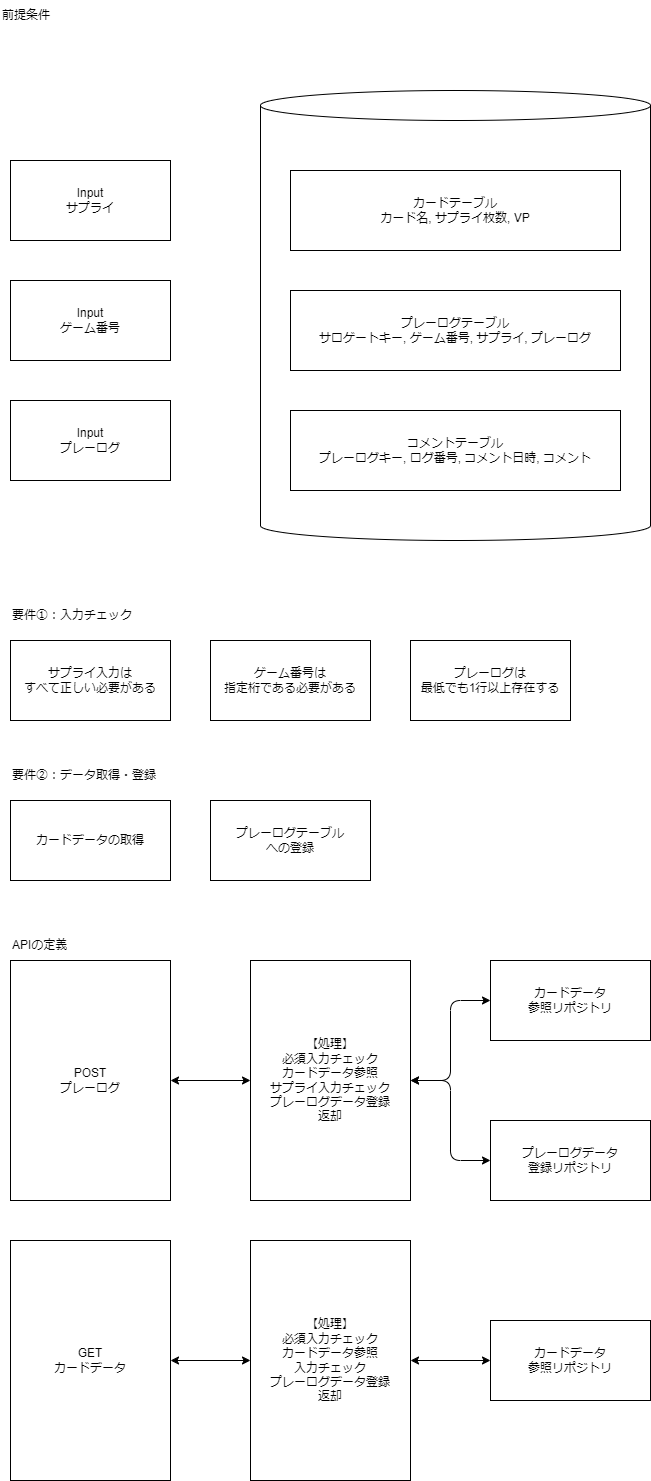 前提条件
Input
サプライ
カードテーブル
カード名, サプライ枚数, VP
Input
ゲーム番号
プレーログテーブル
サロゲートキー, ゲーム番号, サプライ, プレーログ
Input
プレーログ
コメントテーブル
プレーログキー, ログ番号, コメント日時, コメント
要件①：入力チェック
サプライ入力は
すべて正しい必要がある
ゲーム番号は
指定桁である必要がある
プレーログは
最低でも1行以上存在する
要件②：データ取得・登録
カードデータの取得
プレーログテーブル
への登録
APIの定義
POST
プレーログ
【処理】
必須入力チェック
カードデータ参照
サプライ入力チェック
プレーログデータ登録
返却
カードデータ
参照リポジトリ
プレーログデータ
登録リポジトリ
GET
カードデータ
【処理】
必須入力チェック
カードデータ参照
入力チェック
プレーログデータ登録
返却
カードデータ
参照リポジトリ